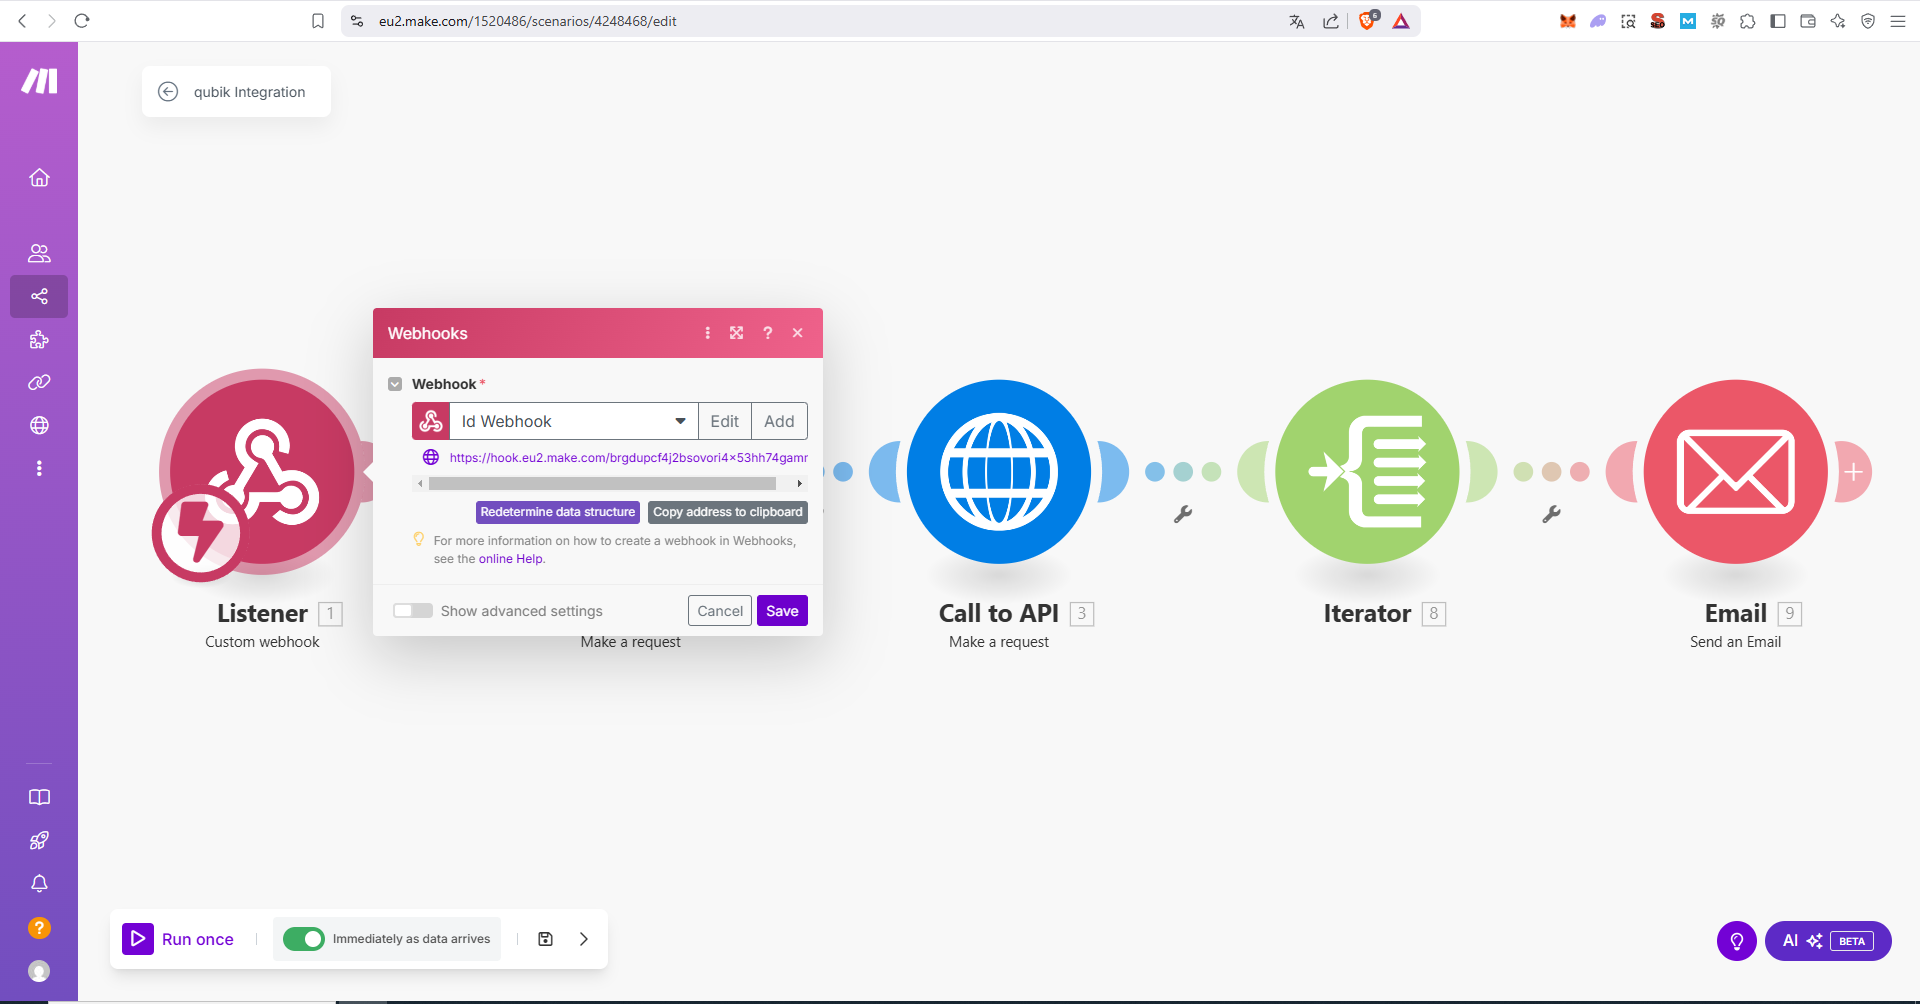 eu2.make.com/1520486/scenarios/4248468/edit
6
SEO
M
qubik Integration
Webhooks
?
Webhook *
Id Webhook
Edit
Add
https://hook.eu2.make.com/brgdupcf4j2bsovori4x53hh74gamr
Redetermine data structure
Copy address to clipboard
For more information on how to create a webhook in Webhooks,
see the online Help.
Show advanced settings
Cancel
Save
Listener 1
Custom webhook
Make a request
Call to API 3
Make a request
Iterator 8
Email 9
Send an Email
?
Run once
Immediately as data arrives
AI BETA